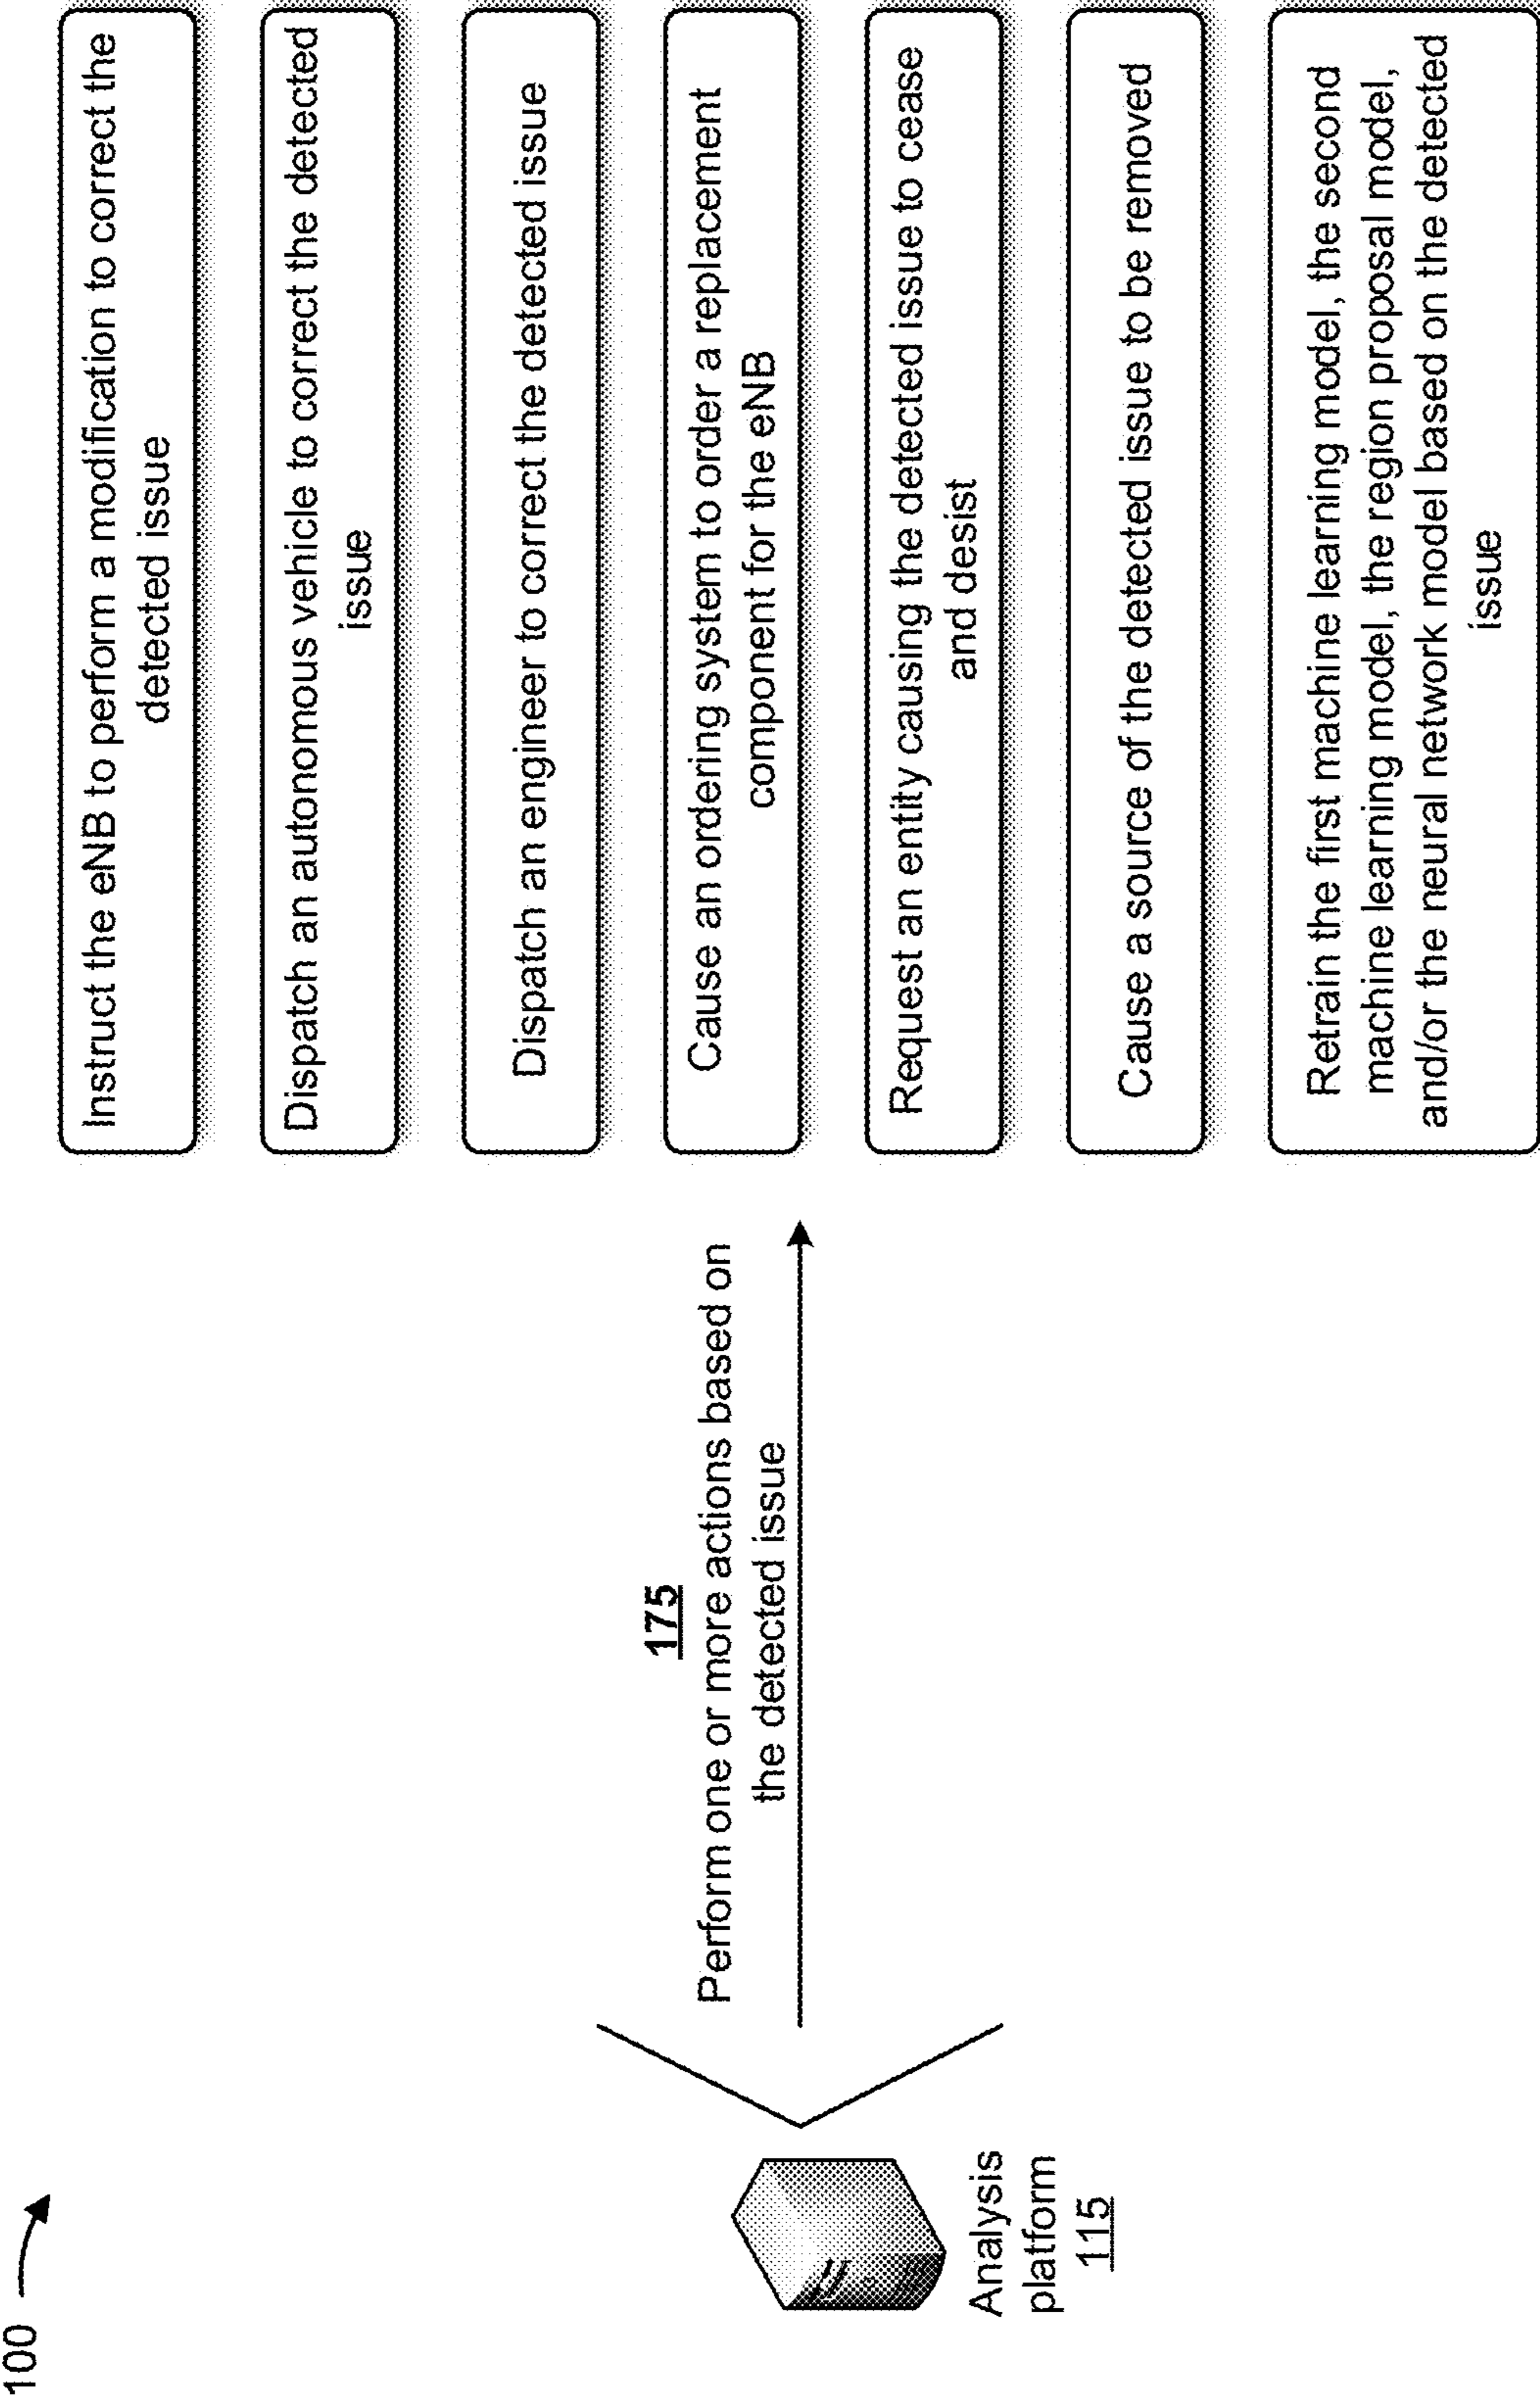 100
Analysis
platform
115
175
Perform one or more actions based on
the detected issue
Instruct the eNB to perform a modification to correct the
detected issue
Dispatch an autonomous vehicle to correct the detected
issue
Dispatch an engineer to correct the detected issue
Cause an ordering system to order a replacement
component for the eNB
Request an entity causing the detected issue to cease
and desist
Cause a source of the detected issue to be removed
Retrain the first machine learning model, the second
machine learning model, the region proposal model,
and/or the neural network model based on the detected
issue